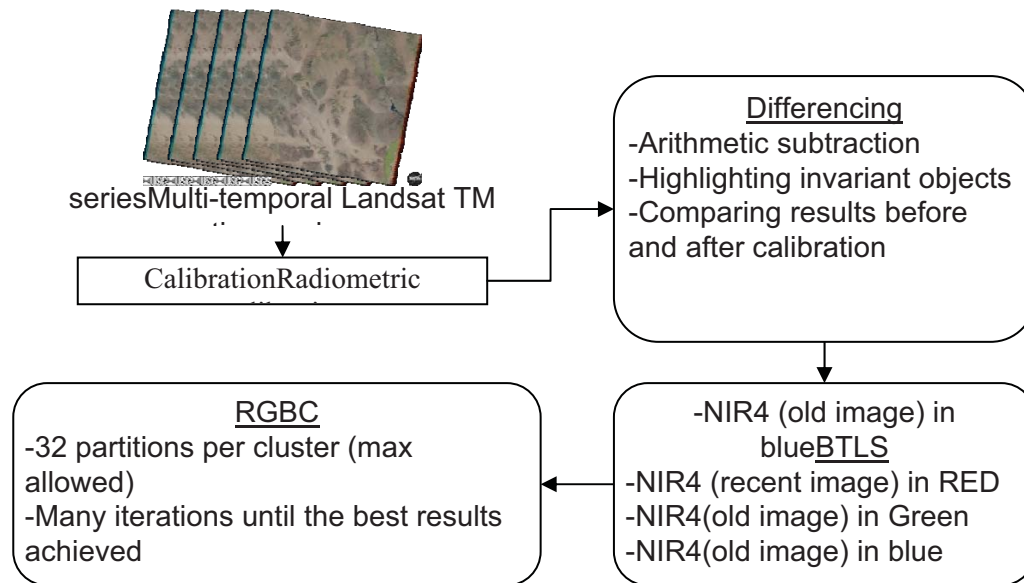 seriesMulti-temporal Landsat TM
CalibrationRadiometric
Differencing
-Arithmetic subtraction
-Highlighting invariant objects
-Comparing results before
and after calibration
-NIR4 (old image) in
blueBTLS
-NIR4 (recent image) in RED
-NIR4(old image) in Green
-NIR4(old image) in blue
RGBC
-32 partitions per cluster (max
allowed)
-Many iterations until the best results
achieved